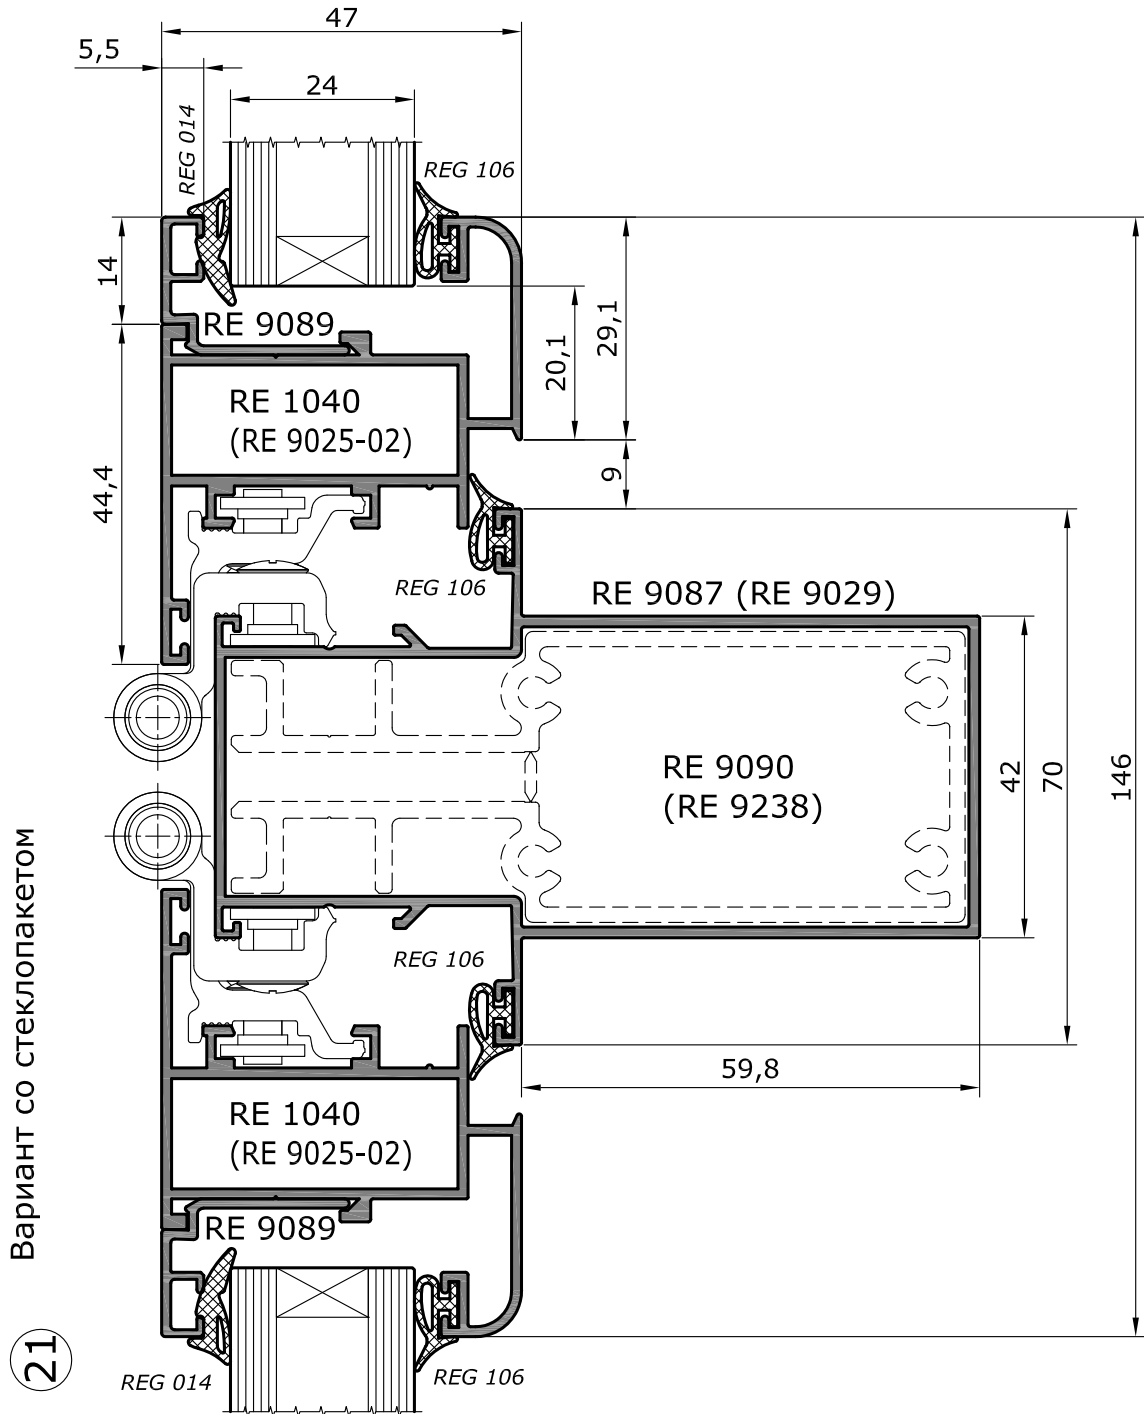 47
5,5
24
REG 014
REG 106
14
RE 9089
29,1
20,1
RE 1040
(RE 9025-02)
44,4
9
REG 106
RE 9087 (RE 9029)
RE 9090
(RE 9238)
42
70
146
REG 106
59,8
RE 1040
(RE 9025-02)
RE 9089
REG 014
REG 106
Вариант со стеклопакетом
21